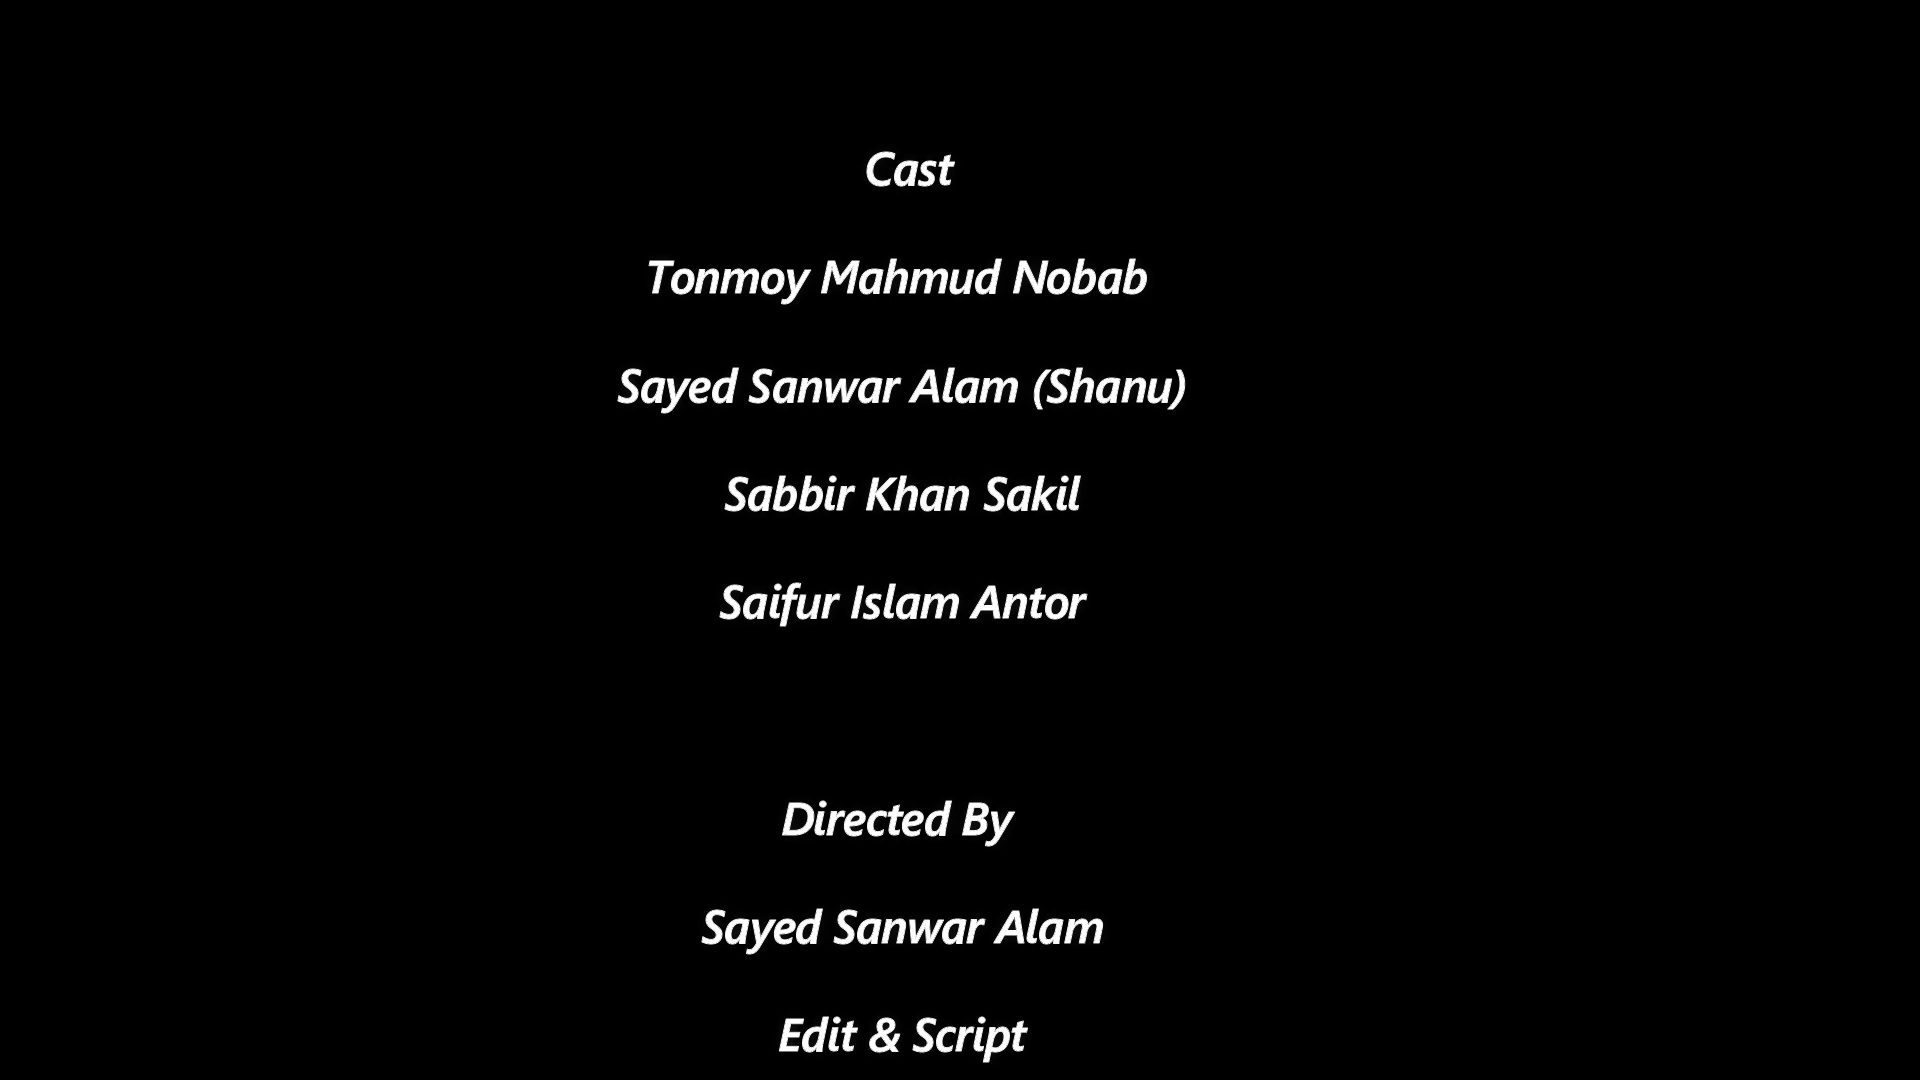 Cast
Tonmoy Mahmud Nobab
Sayed Sanwar Alam (Shanu)
Sabbir Khan Sakil
Saifur Islam Antor
Directed By
Sayed Sanwar Alam
Edit & Script